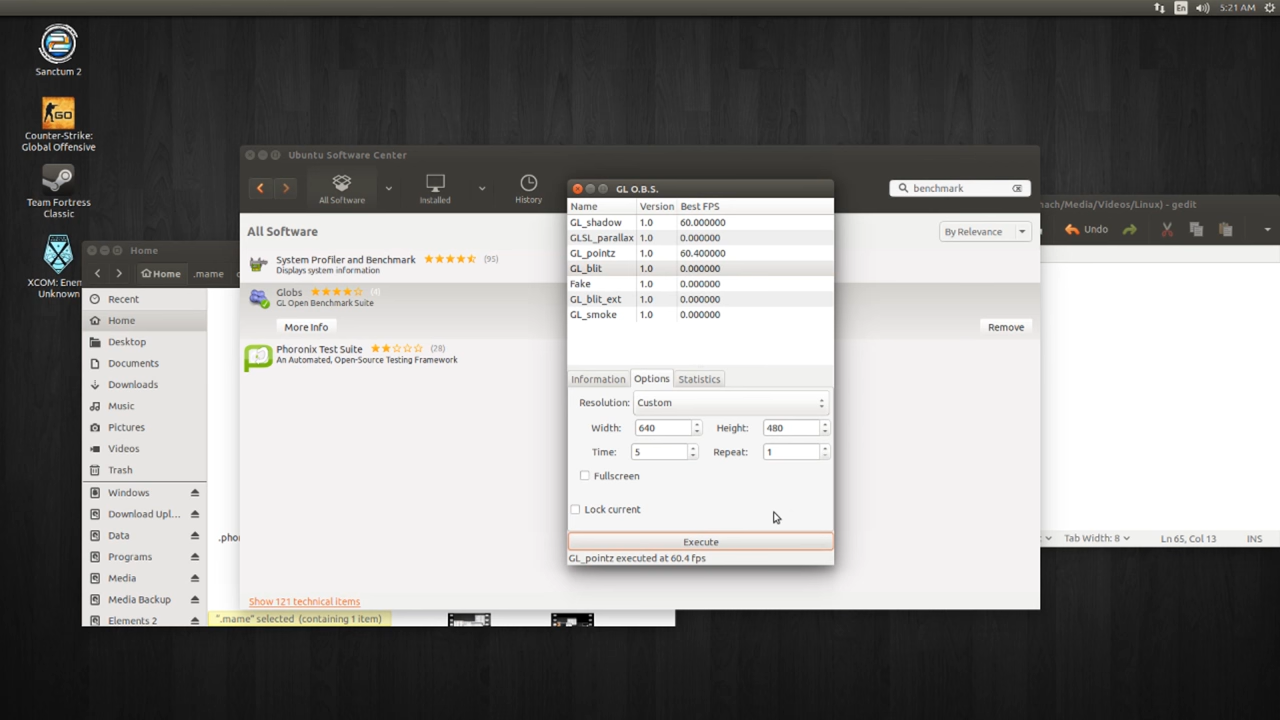 En
5:21 AM
Sanctum 2
Counter-Strike:
Global Offensive
Team Fortress
Classic
XCOM: Enem
Unknown
Ubuntu Software Center
All Software
Installed
History
benchmark
All Software
By Relevance
System Profiler and Benchmark
(95)
Displays system information
Globs
(4)
GL Open Benchmark Suite
More Info
Remove
Phoronix Test Suite
(28)
An Automated, Open-Source Testing Framework
Show 121 technical items
GL O.B.S.
Name Version Best FPS
GL_shadow 1.0 60.000000
GLSL_parallax 1.0 0.000000
GL_pointz 1.0 60.400000
GL_blit 1.0 0.000000
Fake 1.0 0.000000
GL_blit_ext 1.0 0.000000
GL_smoke 1.0 0.000000
Information Options Statistics
Resolution: Custom
Width: 640 Height: 480
Time: 5 Repeat: 1
Fullscreen
Lock current
Execute
GL_pointz executed at 60.4 fps
Home
Home .mame
Recent
Home
Desktop
Documents
Downloads
Music
Pictures
Videos
Trash
Windows
Download Upl...
Data
Programs
Media
Media Backup
Elements 2
.pho
".mame" selected (containing 1 item)
nach/Media/Videos/Linux) - gedit
Undo
Tab Width: 8
Ln 65, Col 13
INS